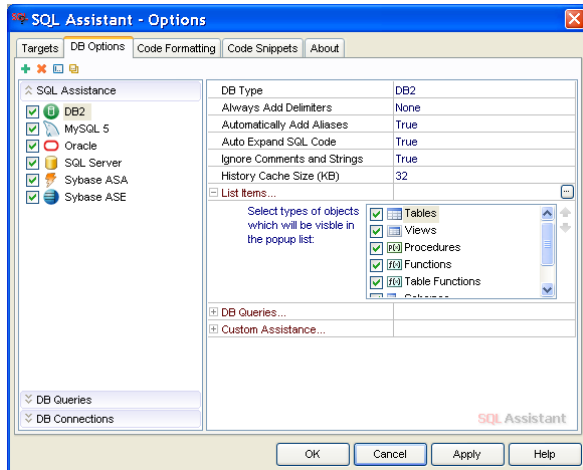 SQL Assistant - Options
Targets DB Options Code Formatting Code Snippets About
SQL Assistance
DB2
MySQL 5
Oracle
SQL Server
Sybase ASA
Sybase ASE
DB Queries
DB Connections
DB Type DB2
Always Add Delimiters None
Automatically Add Aliases True
Auto Expand SQL Code True
Ignore Comments and Strings True
History Cache Size (KB) 32
List Items...
Select types of objects
which will be visble in
the popup list:
Tables
Views
Procedures
Functions
Table Functions
DB Queries...
Custom Assistance...
SQL Assistant
OK Cancel Apply Help